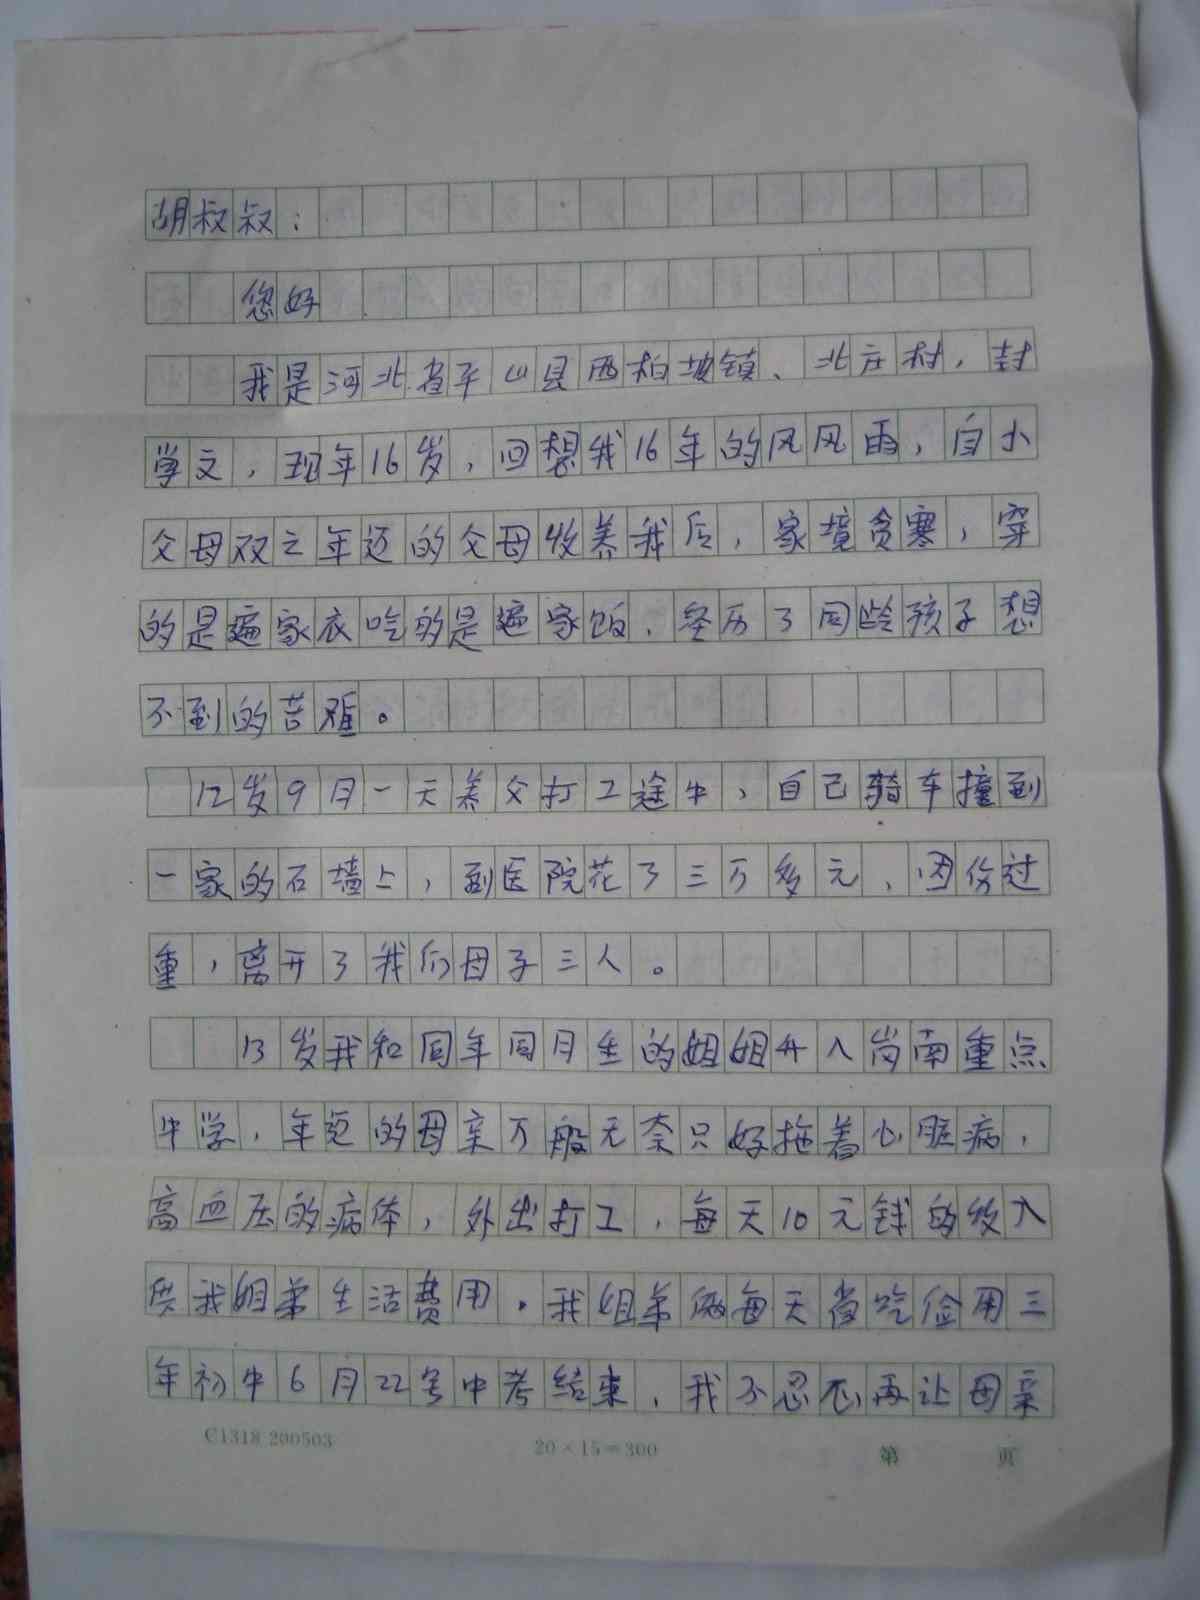 胡叔叔：
您好
我是河北省平山县西柏坡镇、北庄村，封
学文，现年16岁，回想我16年的风风雨，自小
父母双亡年迈的父母收养我后，家境贪寒，穿
的是遍家衣吃的是遍家饭．经历了同龄孩子想
不到的苦难。
12岁9月一天养父打工途中，自己骑车撞到
一家的石墙上，到医院花了三万多元，因伤过
重，离开了我们母子三人。
13岁我和同年同月生的姐姐升入岗南重点
中学，年迈的母亲万般无奈只好拖着心脏病，
高血压的病体，外出打工，每天10元钱的收入
供我姐弟生活费用．我姐弟俩每天省吃俭用三
年初中6月22号中考结束，我不忍心再让母亲
C1318 200503
20×15=300
第 页